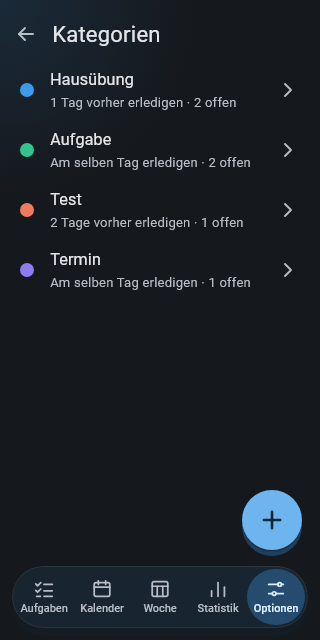 Kategorien
Hausübung
1 Tag vorher erledigen · 2 offen
Aufgabe
Am selben Tag erledigen · 2 offen
Test
2 Tage vorher erledigen · 1 offen
Termin
Am selben Tag erledigen · 1 offen
Aufgaben Kalender Woche Statistik Optionen